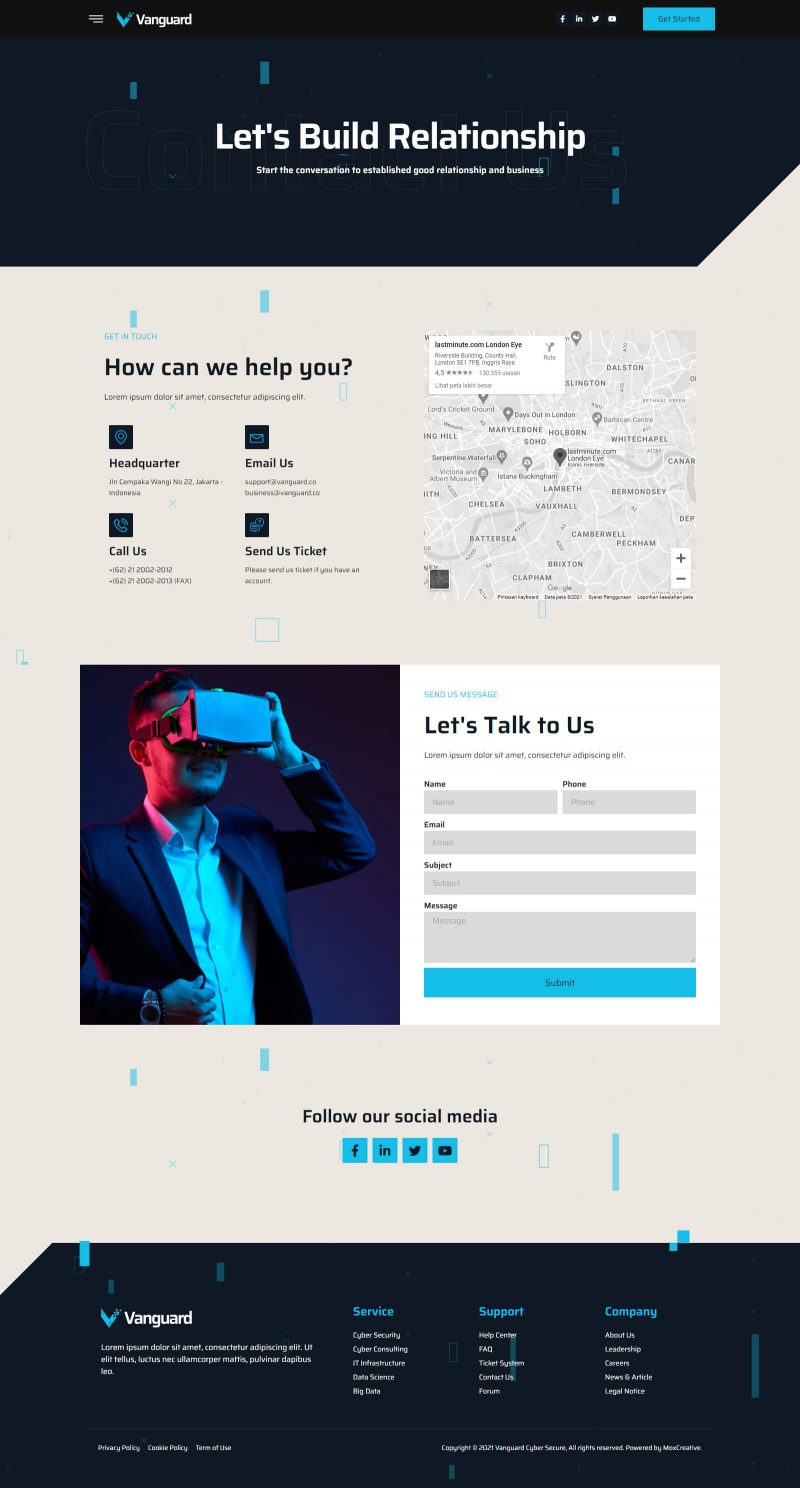 Vanguard
Get Started
Contact Us
Let's Build Relationship
Start the conversation to established good relationship and business
GET IN TOUCH
How can we help you?
Lorem ipsum dolor sit amet, consectetur adipiscing elit.
Headquarter
Jln Cempaka Wangi No 22, Jakarta -
Indonesia
Email Us
support@vanguard.co
business@vanguard.co
Call Us
+(62) 21 2002-2012
+(62) 21 2002-2013 (FAX)
Send Us Ticket
Please send us ticket if you have an
account.
lastminute.com London Eye
Riverside Building, County Hall,
London SE1 7PB, Inggris Raya
4,5 ★★★★★ 130.355 ulasan
Lihat peta lebih besar
Rute
A10
DALSTON
ISLINGTON
BETHNAL GREEN
Lord's Cricket Ground
Days Out In London
A501
Barbican Centre
Westway
MARYLEBONE
HOLBORN
WHITECHAPEL
ING HILL
SOHO
Serpentine Waterfall
lastminute.com
London Eye
Iconic riverside
A1203
CANAR
Victoria and
Albert Museum
Istana Buckingham
LAMBETH
BERMONDSEY
CHELSEA
VAUXHALL
DEP
BATTERSEA
CAMBERWELL
PECKHAM
BRIXTON
CLAPHAM
Google
Pintasan keyboard
Data peta ©2021
Syarat Penggunaan
Laporkan kesalahan peta
SEND US MESSAGE
Let's Talk to Us
Lorem ipsum dolor sit amet, consectetur adipiscing elit.
Name
Phone
Name
Phone
Email
Email
Subject
Subject
Message
Message
Submit
Follow our social media
Vanguard
Lorem ipsum dolor sit amet, consectetur adipiscing elit. Ut
elit tellus, luctus nec ullamcorper mattis, pulvinar dapibus
leo.
Service
Cyber Security
Cyber Consulting
IT Infrastructure
Data Science
Big Data
Support
Help Center
FAQ
Ticket System
Contact Us
Forum
Company
About Us
Leadership
Careers
News & Article
Legal Notice
Privacy Policy
Cookie Policy
Term of Use
Copyright © 2021 Vanguard Cyber Secure, All rights reserved. Powered by MoxCreative.